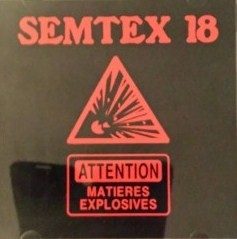 SEMTEX 18
ATTENTION
MATIERES
EXPLOSIVES